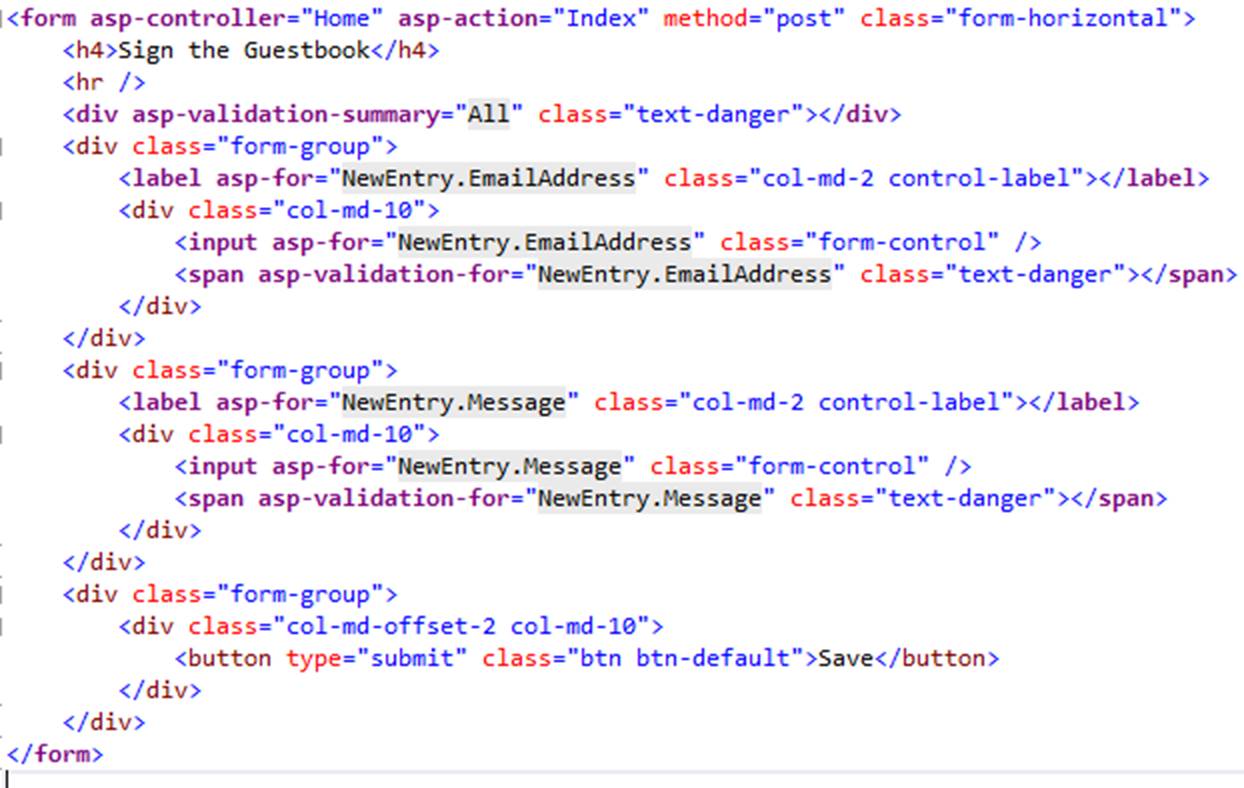 <form asp-controller="Home" asp-action="Index" method="post" class="form-horizontal">
    <h4>Sign the Guestbook</h4>
    <hr />
    <div asp-validation-summary="All" class="text-danger"></div>
    <div class="form-group">
        <label asp-for="NewEntry.EmailAddress" class="col-md-2 control-label"></label>
        <div class="col-md-10">
            <input asp-for="NewEntry.EmailAddress" class="form-control" />
            <span asp-validation-for="NewEntry.EmailAddress" class="text-danger"></span>
        </div>
    </div>
    <div class="form-group">
        <label asp-for="NewEntry.Message" class="col-md-2 control-label"></label>
        <div class="col-md-10">
            <input asp-for="NewEntry.Message" class="form-control" />
            <span asp-validation-for="NewEntry.Message" class="text-danger"></span>
        </div>
    </div>
    <div class="form-group">
        <div class="col-md-offset-2 col-md-10">
            <button type="submit" class="btn btn-default">Save</button>
        </div>
    </div>
</form>